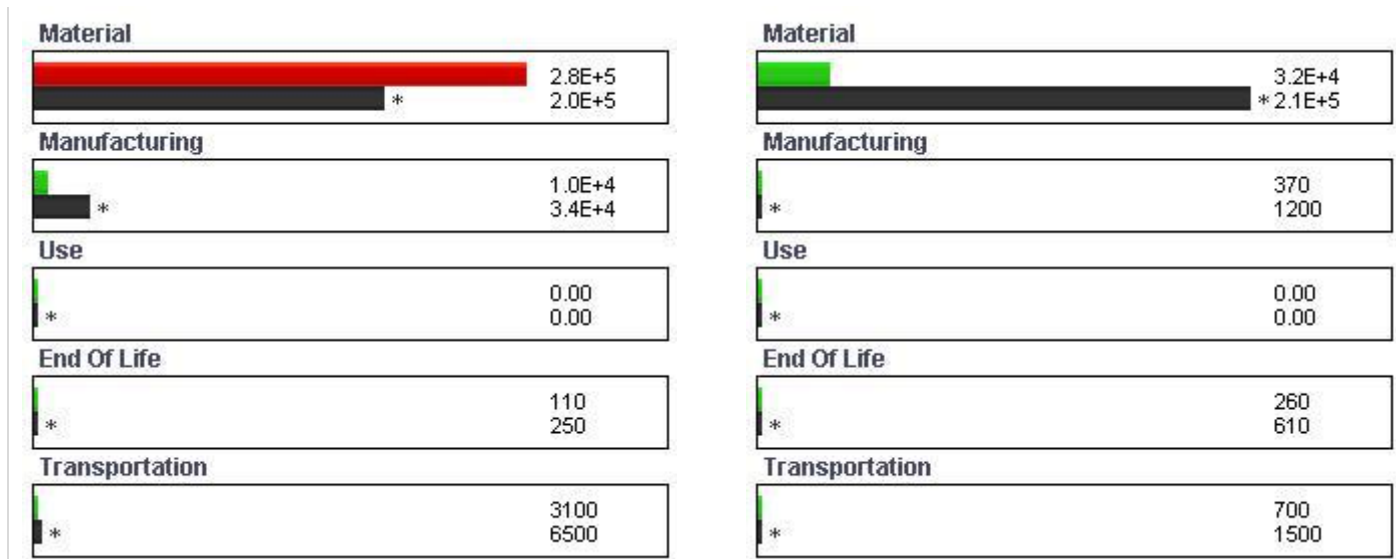 Material
2.8E+5
* 2.0E+5
Manufacturing
1.0E+4
* 3.4E+4
Use
0.00
* 0.00
End Of Life
110
* 250
Transportation
3100
* 6500
Material
3.2E+4
* 2.1E+5
Manufacturing
370
* 1200
Use
0.00
* 0.00
End Of Life
260
* 610
Transportation
700
* 1500